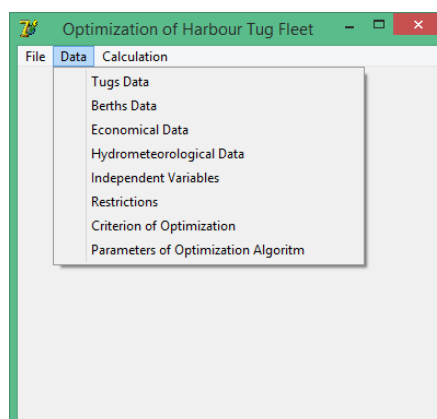 Optimization of Harbour Tug Fleet
File Data Calculation
Tugs Data
Berths Data
Economical Data
Hydrometeorological Data
Independent Variables
Restrictions
Criterion of Optimization
Parameters of Optimization Algoritm